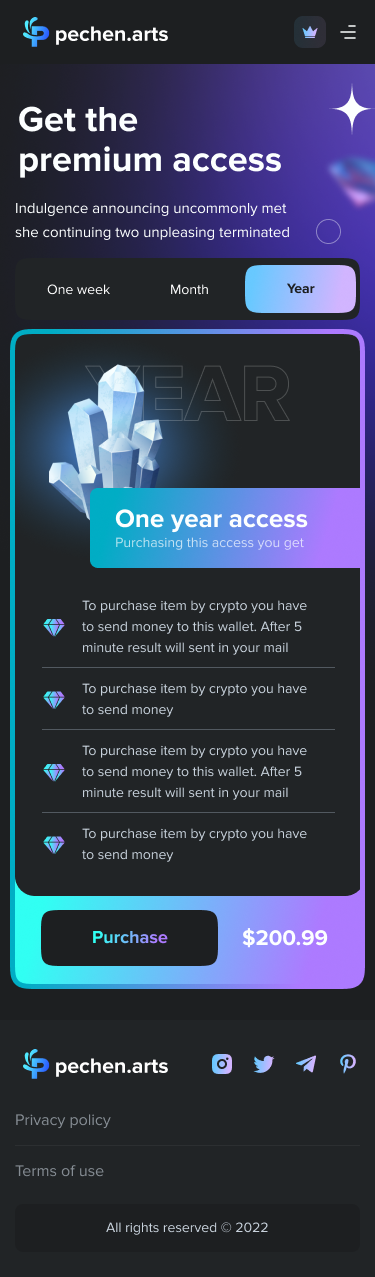 pechen.arts
Get the
premium access
Indulgence announcing uncommonly met
she continuing two unpleasing terminated
One week
Month
Year
YEAR
One year access
Purchasing this access you get
To purchase item by crypto you have
to send money to this wallet. After 5
minute result will sent in your mail
To purchase item by crypto you have
to send money
To purchase item by crypto you have
to send money to this wallet. After 5
minute result will sent in your mail
To purchase item by crypto you have
to send money
Purchase
$200.99
pechen.arts
Privacy policy
Terms of use
All rights reserved © 2022